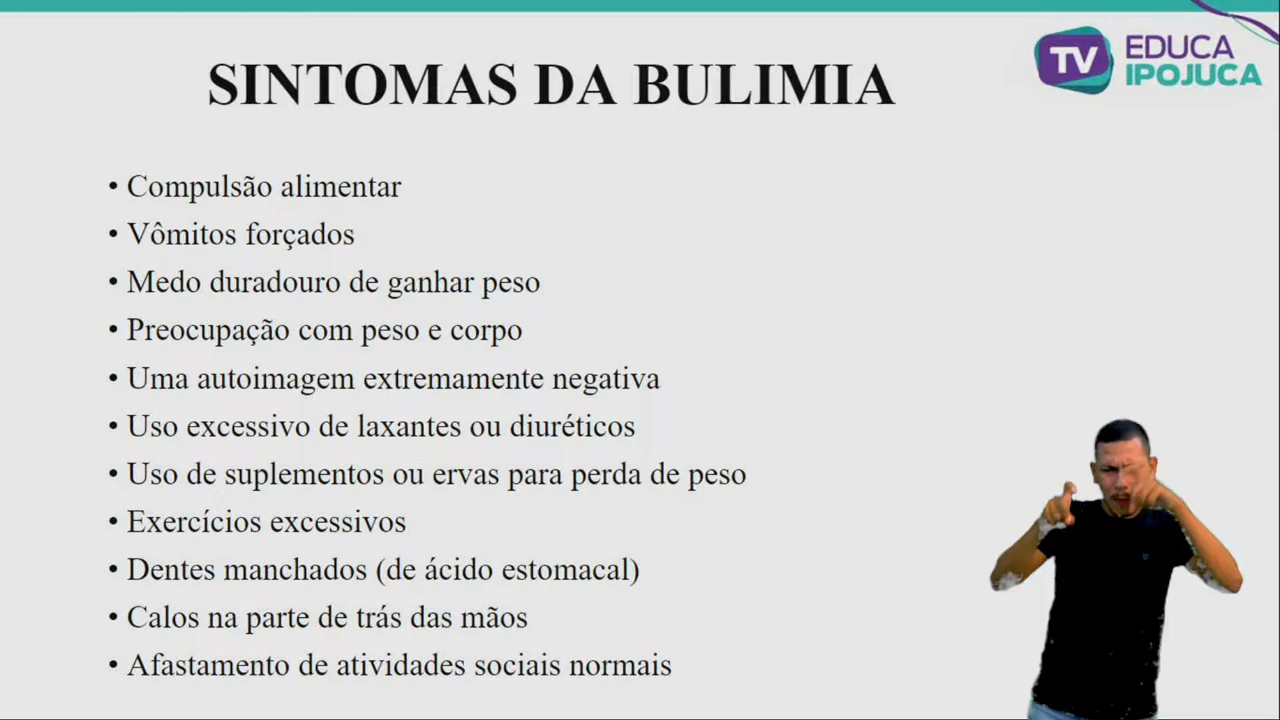 TV EDUCA
IPOJUCA
SINTOMAS DA BULIMIA
• Compulsão alimentar
• Vômitos forçados
• Medo duradouro de ganhar peso
• Preocupação com peso e corpo
• Uma autoimagem extremamente negativa
• Uso excessivo de laxantes ou diuréticos
• Uso de suplementos ou ervas para perda de peso
• Exercícios excessivos
• Dentes manchados (de ácido estomacal)
• Calos na parte de trás das mãos
• Afastamento de atividades sociais normais